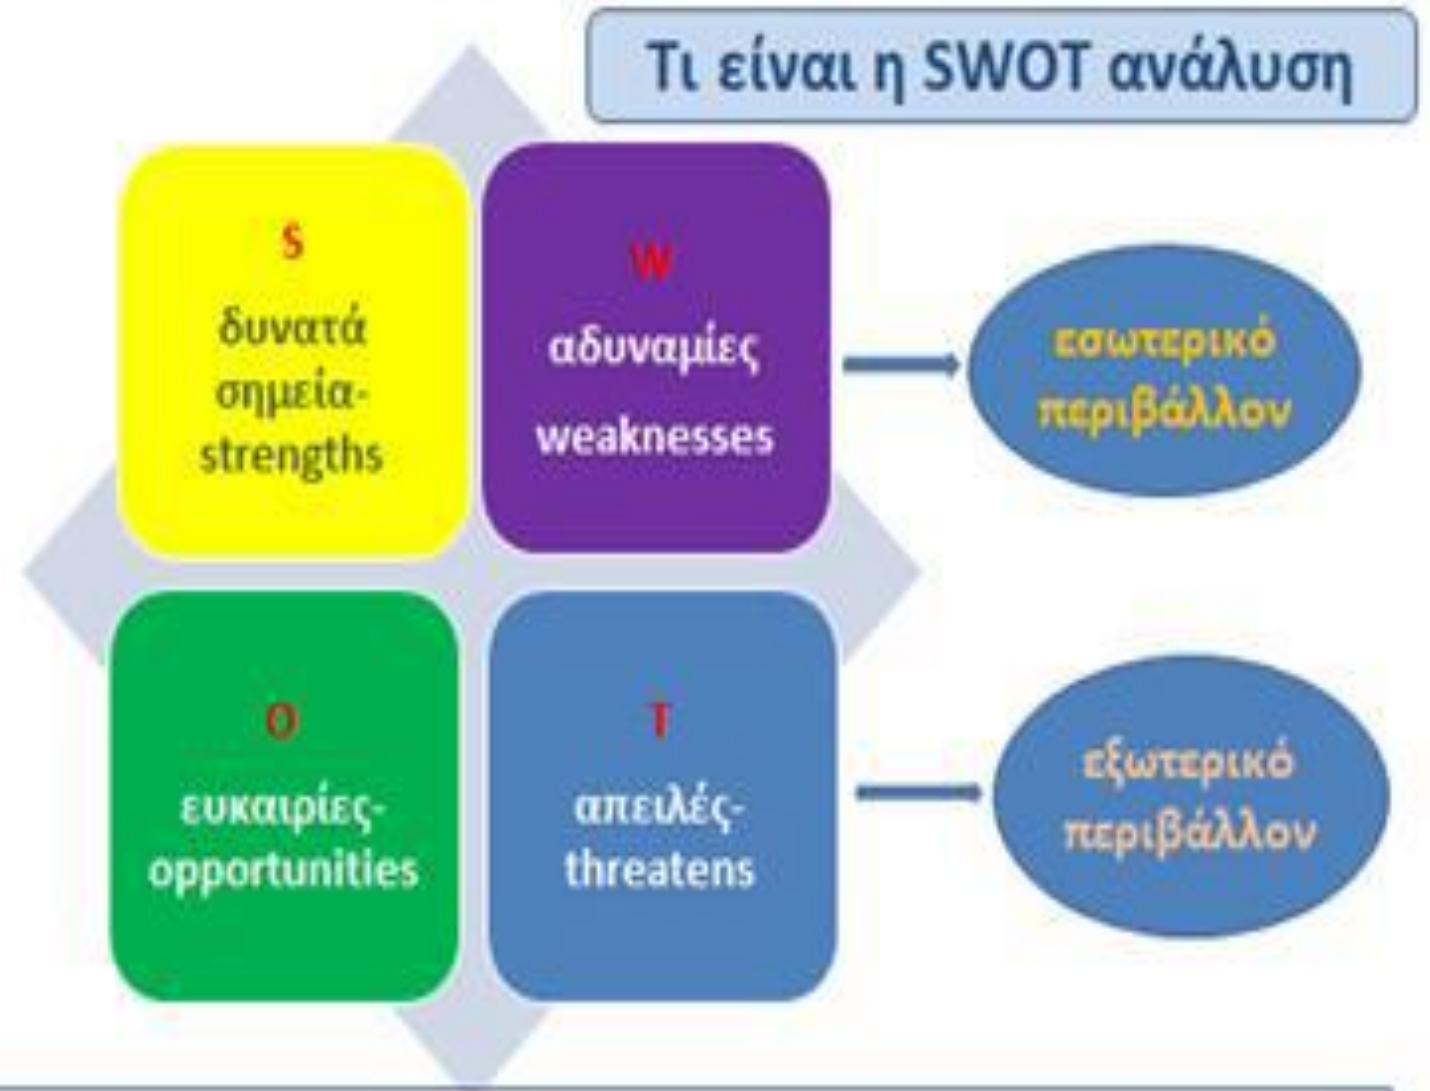 Τι είναι η SWOT ανάλυση
S
δυνατά
σημεία-
strengths
W
αδυναμίες
weaknesses
εσωτερικό
περιβάλλον
O
ευκαιρίες-
opportunities
T
απειλές-
threatens
εξωτερικό
περιβάλλον